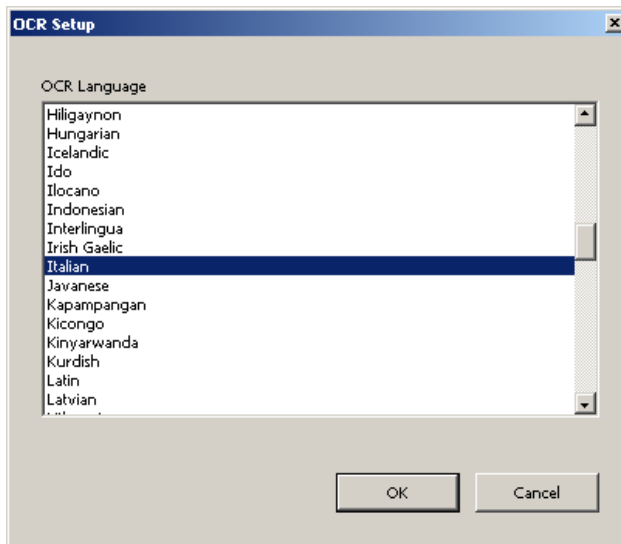 OCR Setup
OCR Language
Hiligaynon
Hungarian
Icelandic
Ido
Ilocano
Indonesian
Interlingua
Irish Gaelic
Italian
Javanese
Kapampangan
Kicongo
Kinyarwanda
Kurdish
Latin
Latvian
OK Cancel